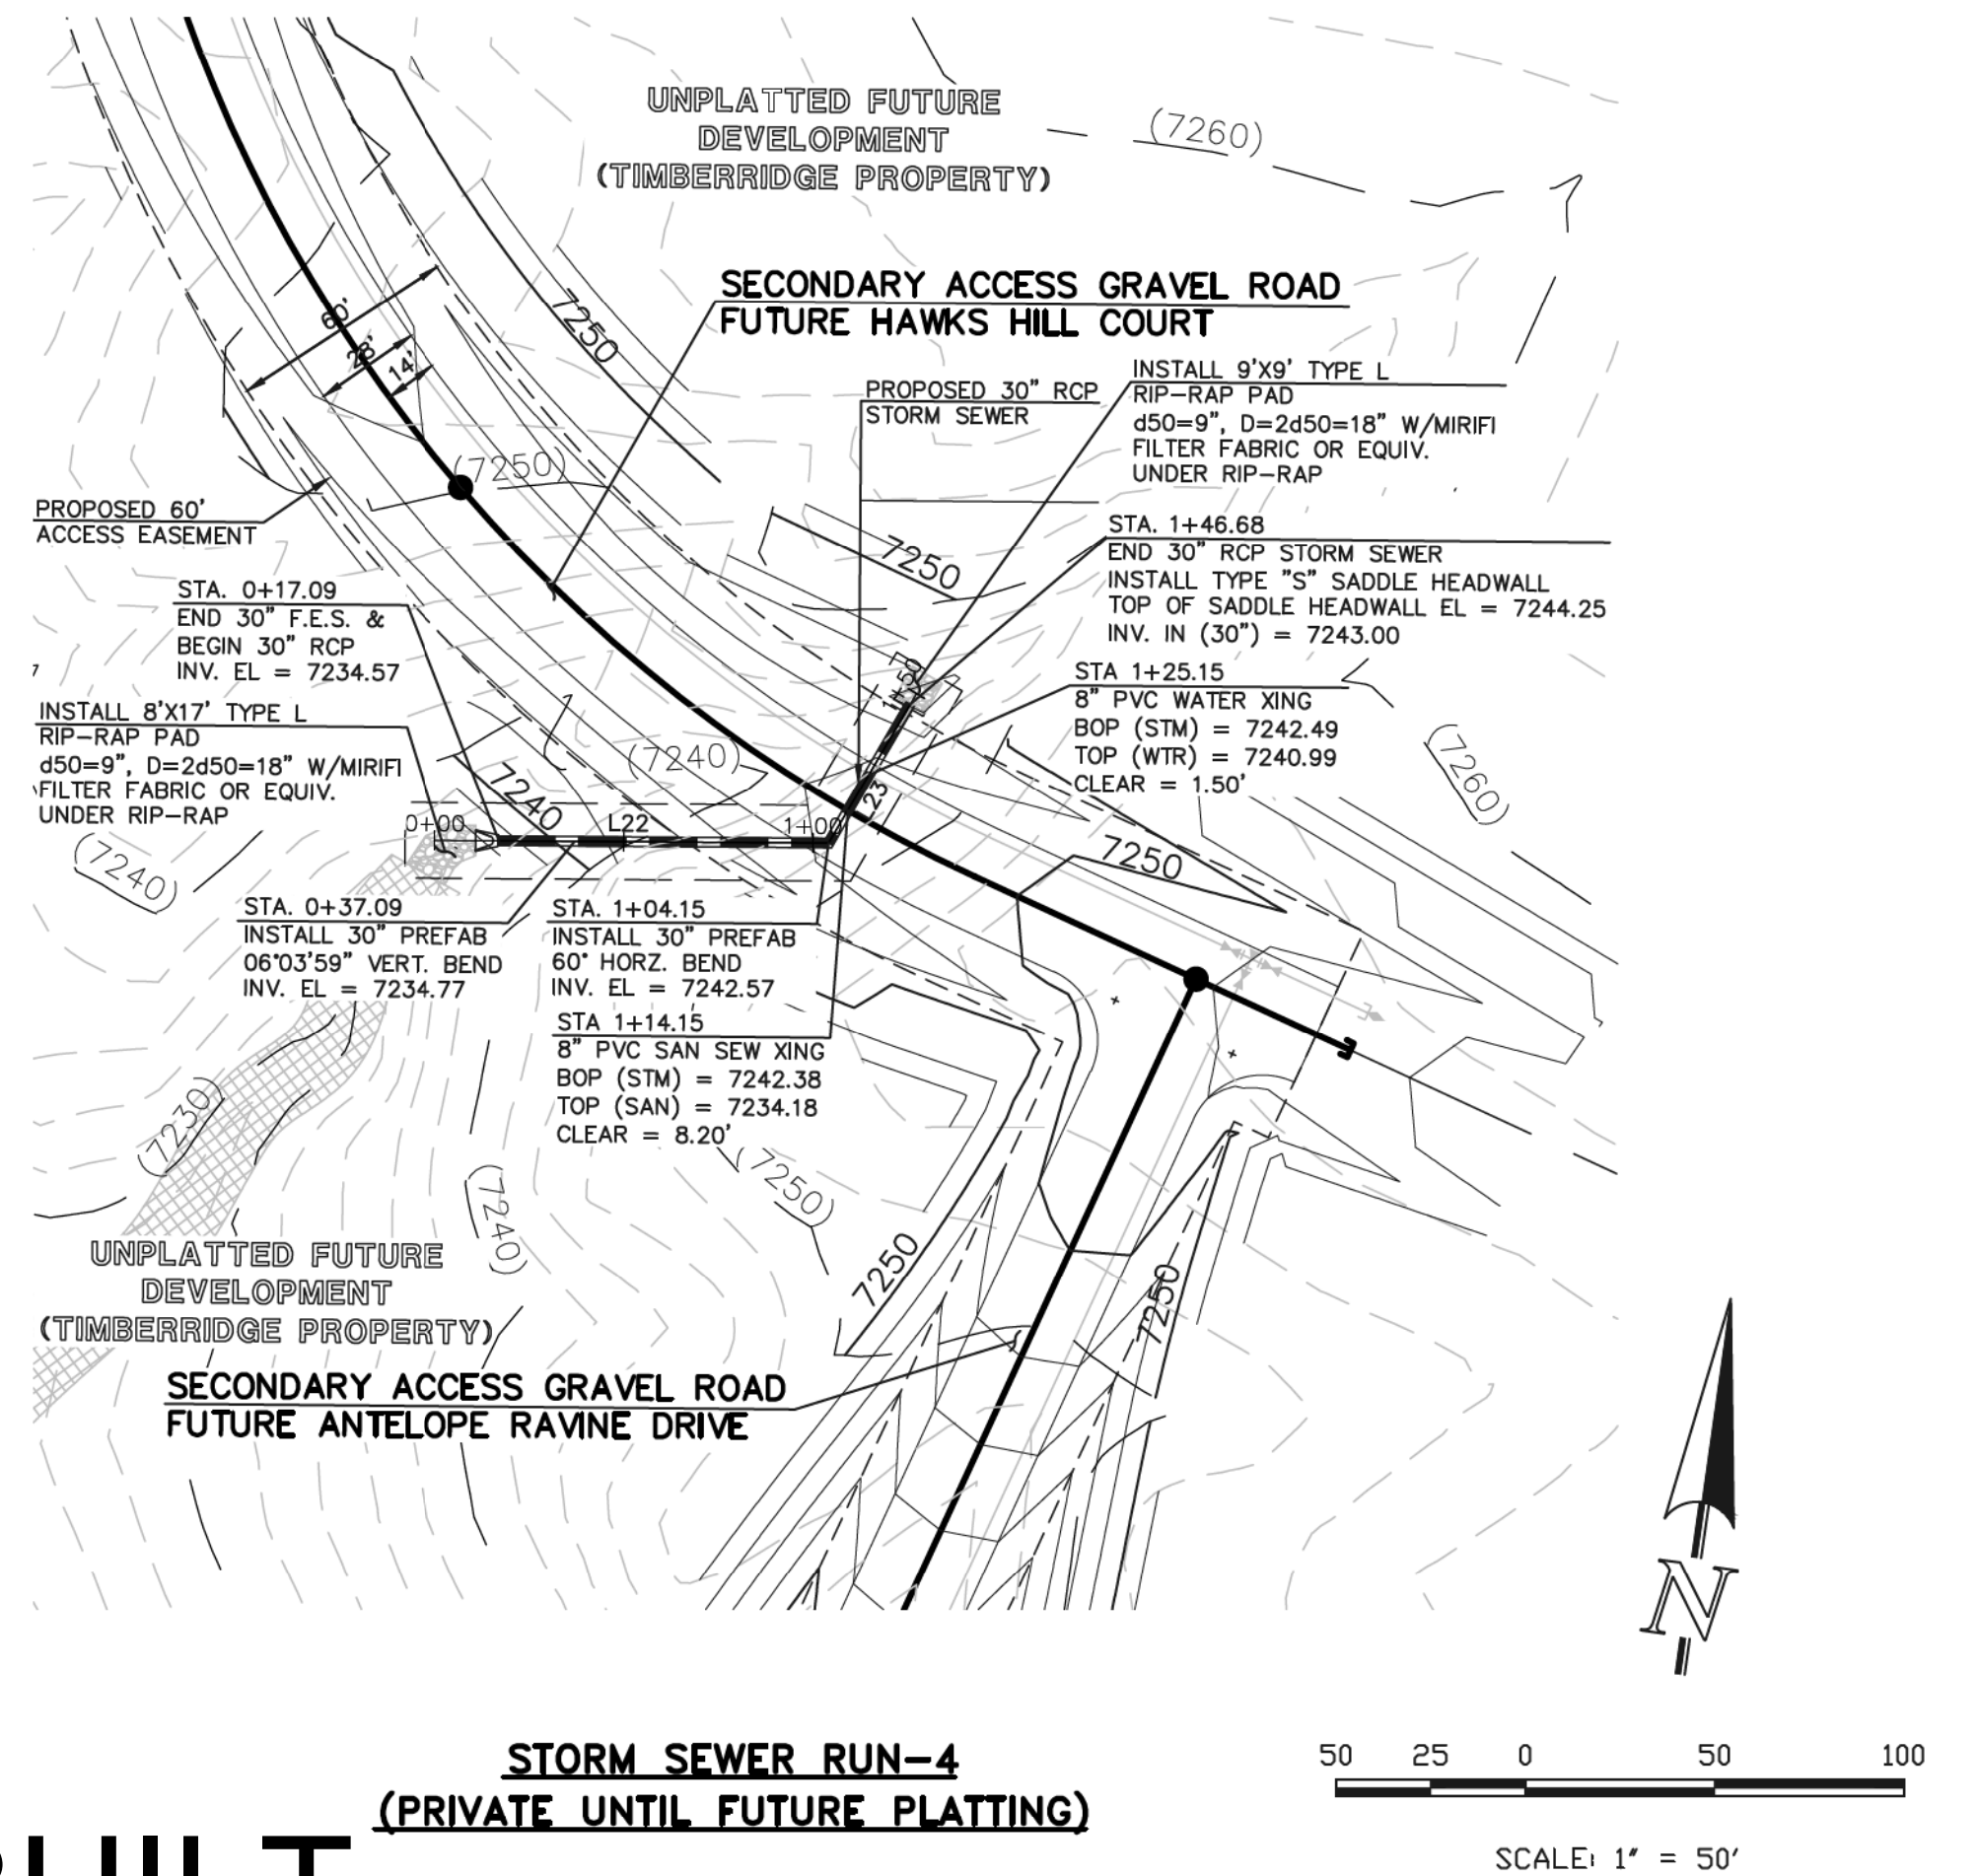 UNPLATTED FUTURE
DEVELOPMENT
(TIMBERRIDGE PROPERTY)
(7260)
SECONDARY ACCESS GRAVEL ROAD
FUTURE HAWKS HILL COURT
7250
60'
28'
14'
PROPOSED 30" RCP
STORM SEWER
INSTALL 9'X9' TYPE L
RIP-RAP PAD
d50=9", D=2d50=18" W/MIRIFI
FILTER FABRIC OR EQUIV.
UNDER RIP-RAP
(7250)
PROPOSED 60'
ACCESS EASEMENT
7250
STA. 1+46.68
END 30" RCP STORM SEWER
INSTALL TYPE "S" SADDLE HEADWALL
TOP OF SADDLE HEADWALL EL = 7244.25
INV. IN (30") = 7243.00
STA. 0+17.09
END 30" F.E.S. &
BEGIN 30" RCP
INV. EL = 7234.57
1+50
STA 1+25.15
8" PVC WATER XING
BOP (STM) = 7242.49
TOP (WTR) = 7240.99
CLEAR = 1.50'
INSTALL 8'X17' TYPE L
RIP-RAP PAD
d50=9", D=2d50=18" W/MIRIFI
FILTER FABRIC OR EQUIV.
UNDER RIP-RAP
(7240)
7240
(7260)
0+00
L22
1+00
L23
(7240)
7250
STA. 0+37.09
INSTALL 30" PREFAB
06°03'59" VERT. BEND
INV. EL = 7234.77
STA. 1+04.15
INSTALL 30" PREFAB
60° HORZ. BEND
INV. EL = 7242.57
STA 1+14.15
8" PVC SAN SEW XING
BOP (STM) = 7242.38
TOP (SAN) = 7234.18
CLEAR = 8.20'
(7230)
(7240)
(7250)
7250
7250
UNPLATTED FUTURE
DEVELOPMENT
(TIMBERRIDGE PROPERTY)
SECONDARY ACCESS GRAVEL ROAD
FUTURE ANTELOPE RAVINE DRIVE
N
STORM SEWER RUN-4
(PRIVATE UNTIL FUTURE PLATTING)
50 25 0 50 100
SCALE: 1" = 50'